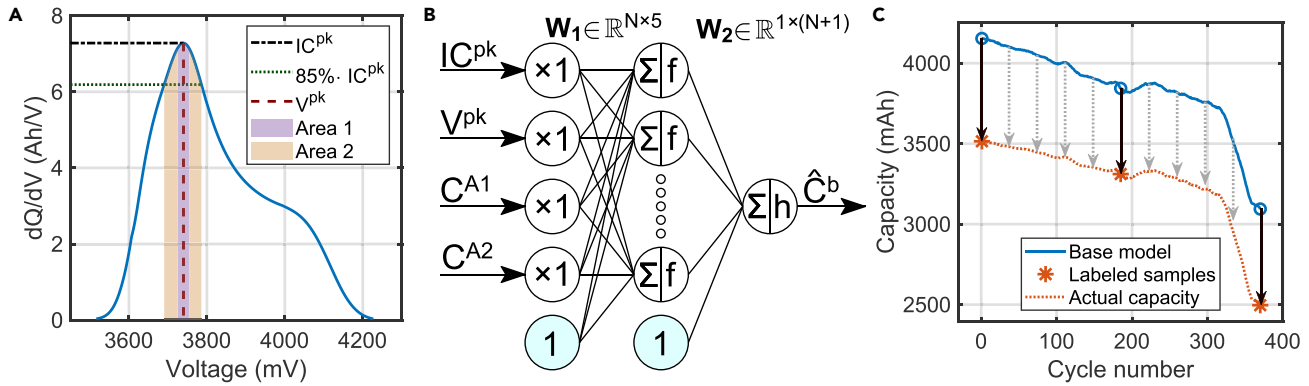 A
dQ/dV (Ah/V)
8
6
4
2
0
3600 3800 4000 4200
Voltage (mV)
IC^pk
85%· IC^pk
V^pk
Area 1
Area 2
B
W₁∈ℝ^N×5 W₂∈ℝ^1×(N+1)
IC^pk ×1 Σ f
V^pk ×1 Σ f
C^A1 ×1
Σ h Ĉ^b
C^A2 ×1 Σ f
1 1
C
Capacity (mAh)
4000
3500
3000
2500
0 100 200 300 400
Cycle number
Base model
Labeled samples
Actual capacity